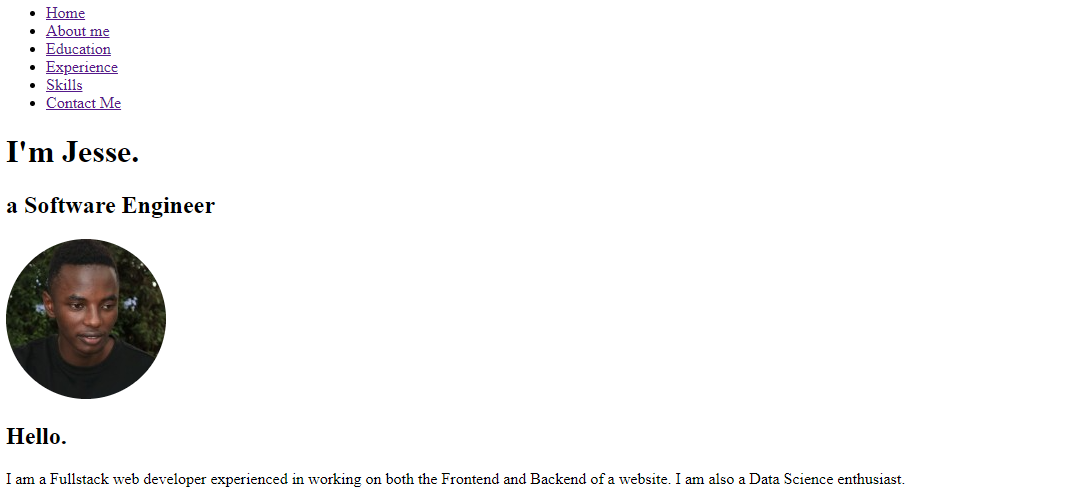 Home
About me
Education
Experience
Skills
Contact Me
I'm Jesse.
a Software Engineer
Hello.
I am a Fullstack web developer experienced in working on both the Frontend and Backend of a website. I am also a Data Science enthusiast.